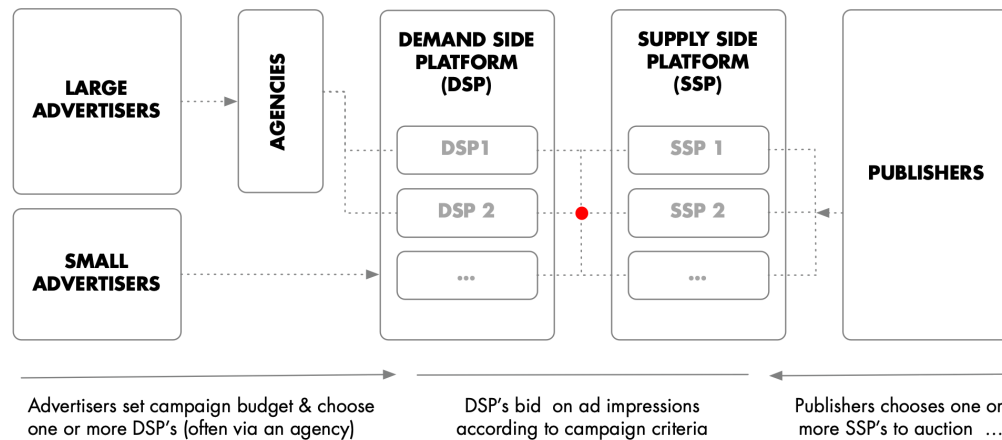 LARGE
ADVERTISERS
AGENCIES
DEMAND SIDE
PLATFORM
(DSP)
SUPPLY SIDE
PLATFORM
(SSP)
DSP1
SSP 1
PUBLISHERS
DSP 2
SSP 2
SMALL
ADVERTISERS
...
...
Advertisers set campaign budget & choose
one or more DSP's (often via an agency)
DSP's bid on ad impressions
according to campaign criteria
Publishers chooses one or
more SSP's to auction ...